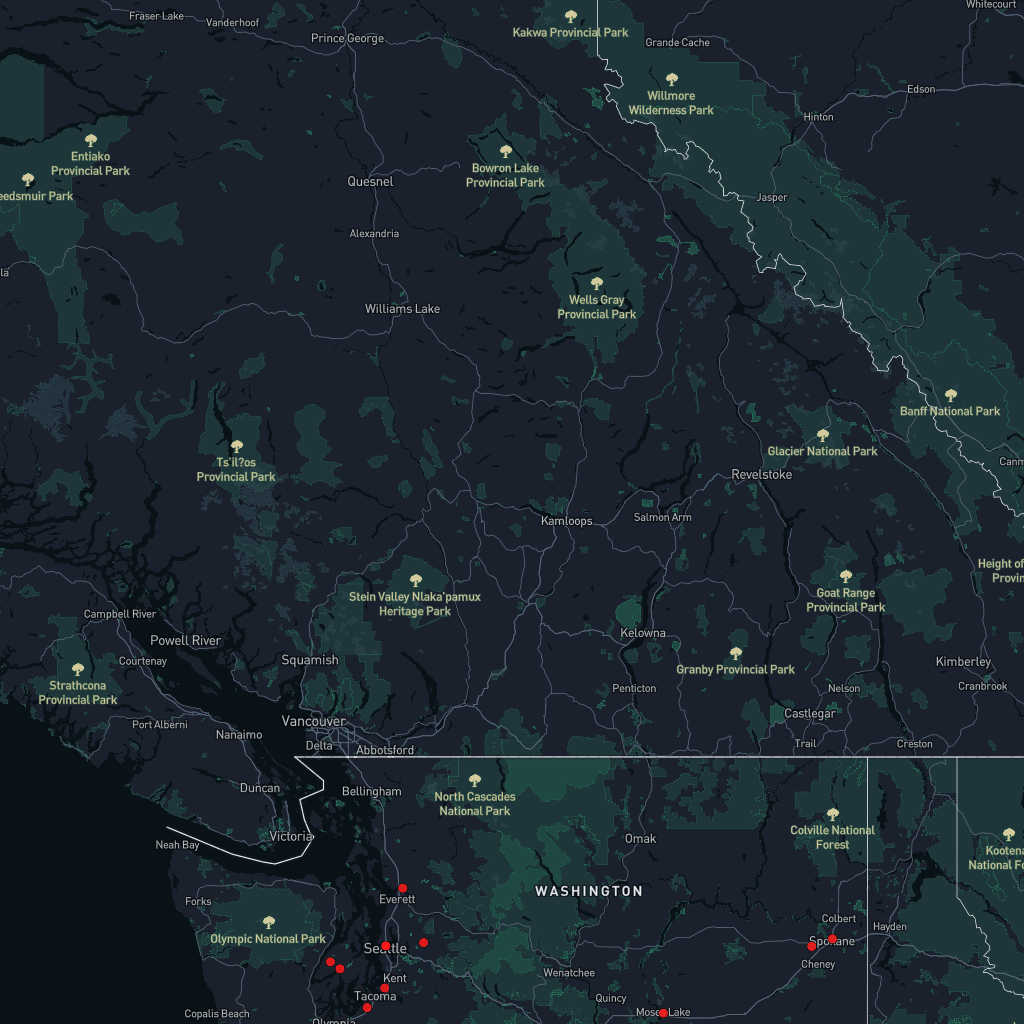 Fraser Lake
Vanderhoof
Prince George
Kakwa Provincial Park
Grande Cache
Whitecourt
Willmore
Wilderness Park
Edson
Hinton
Entiako
Provincial Park
eedsmuir Park
Bowron Lake
Provincial Park
Quesnel
Jasper
Alexandria
la
Wells Gray
Provincial Park
Williams Lake
Banff National Park
Glacier National Park
Ts'il?os
Provincial Park
Canm
Revelstoke
Kamloops
Salmon Arm
Height of
Provin
Stein Valley Nlaka'pamux
Heritage Park
Goat Range
Provincial Park
Campbell River
Powell River
Kelowna
Squamish
Courtenay
Kimberley
Granby Provincial Park
Strathcona
Provincial Park
Penticton
Nelson
Cranbrook
Castlegar
Vancouver
Port Alberni
Nanaimo
Delta
Abbotsford
Trail
Creston
Duncan
Bellingham
North Cascades
National Park
Colville National
Forest
Victoria
Neah Bay
Omak
Kootena
National Fo
WASHINGTON
Forks
Everett
Colbert
Hayden
Olympic National Park
Seattle
Spokane
Cheney
Wenatchee
Kent
Tacoma
Quincy
Moses Lake
Copalis Beach
Olympia